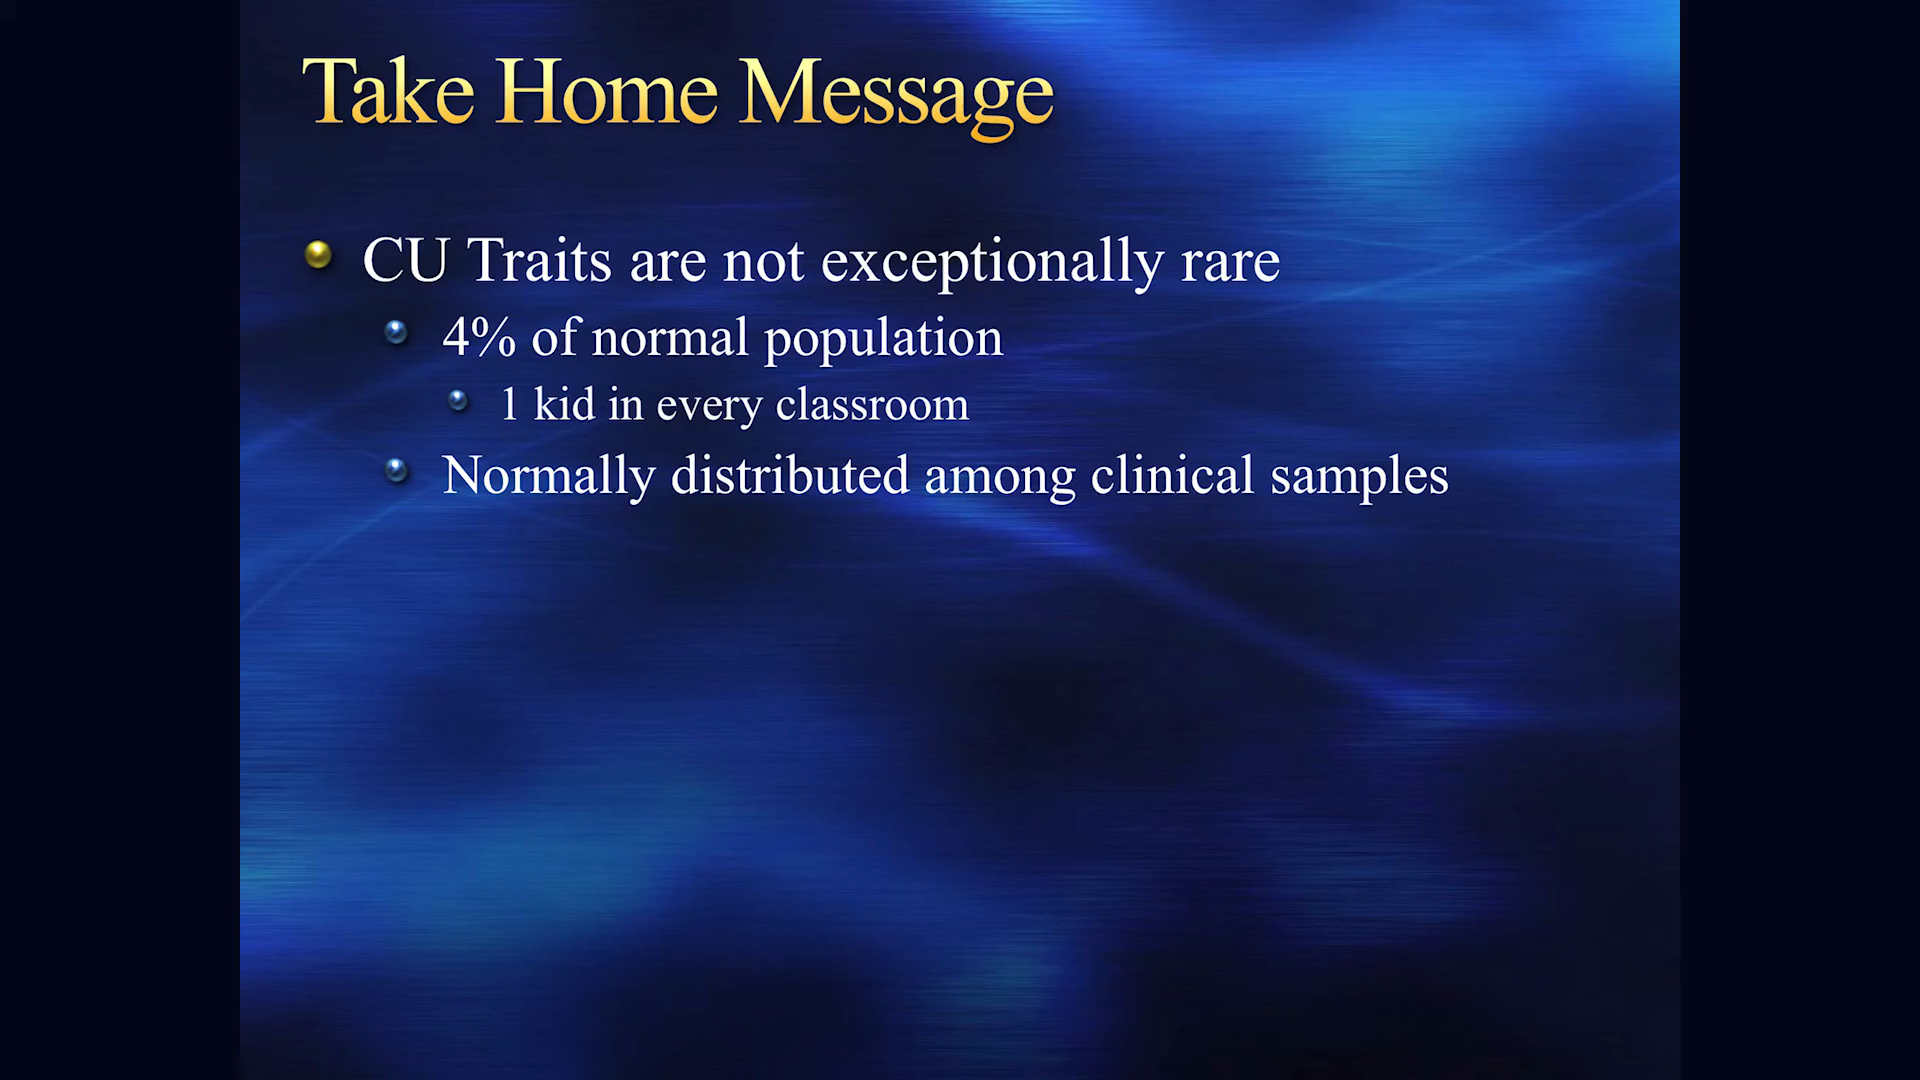 Take Home Message
CU Traits are not exceptionally rare
4% of normal population
1 kid in every classroom
Normally distributed among clinical samples